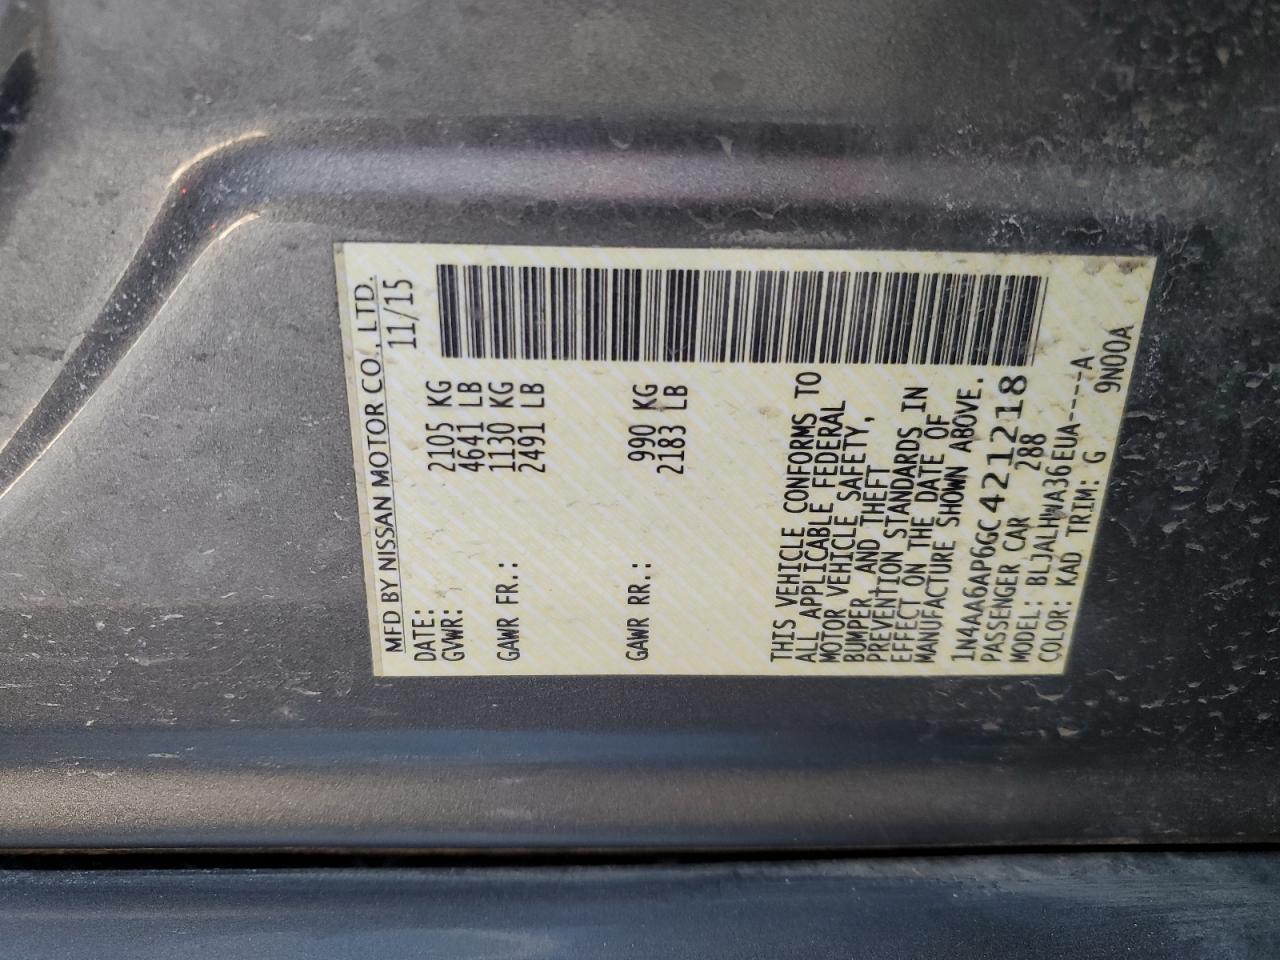 MFD BY NISSAN MOTOR CO., LTD.
DATE: 11/15
GVWR: 2105 KG
4641 LB
GAWR FR.: 1130 KG
2491 LB
GAWR RR.: 990 KG
2183 LB
THIS VEHICLE CONFORMS TO
ALL APPLICABLE FEDERAL
MOTOR VEHICLE SAFETY,
BUMPER, AND THEFT
PREVENTION STANDARDS IN
EFFECT ON THE DATE OF
MANUFACTURE SHOWN ABOVE.
1N4AA6AP6GC421218
PASSENGER CAR 288
MODEL: BLJALHWA36EUA----A
COLOR: KAD TRIM: G 9N00A